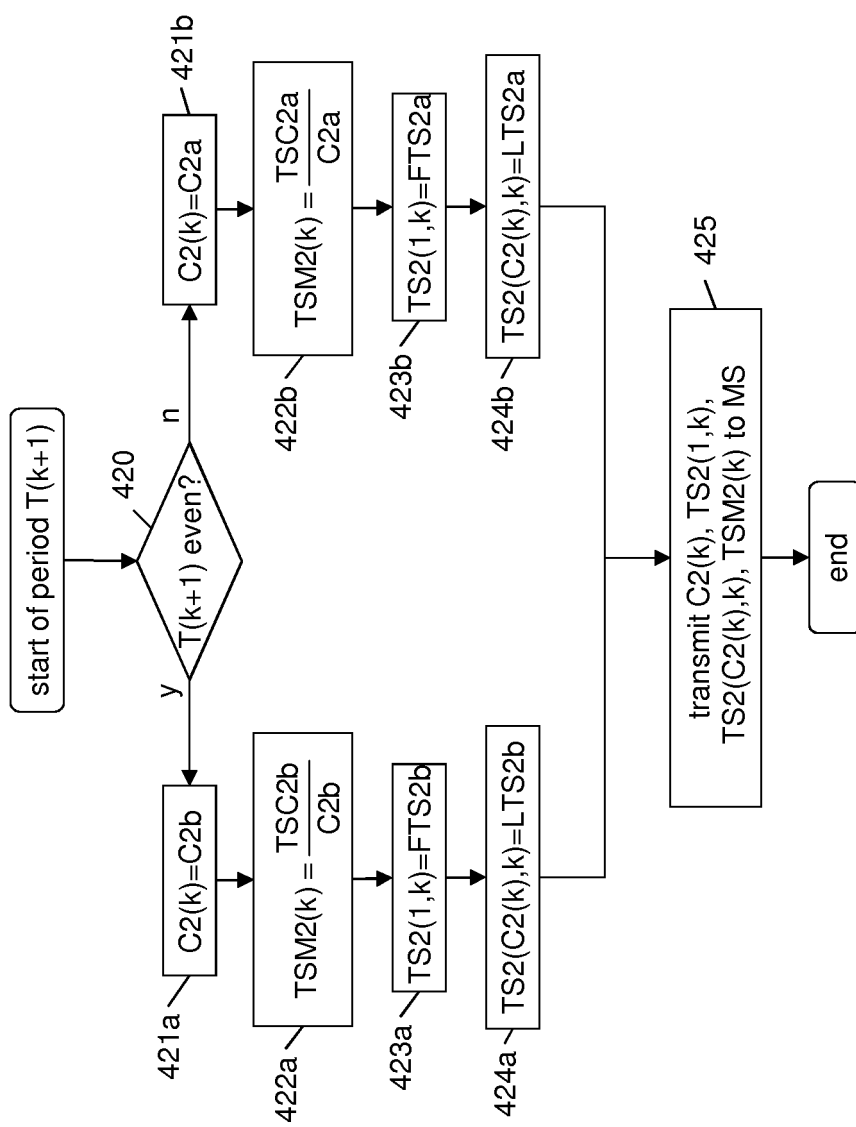 start of period T(k+1)
420
T(k+1) even?
y
n
421a
C2(k)=C2b
422a
TSM2(k) = TSC2b
C2b
423a
TS2(1,k)=FTS2b
424a
TS2(C2(k),k)=LTS2b
421b
C2(k)=C2a
422b
TSM2(k) = TSC2a
C2a
423b
TS2(1,k)=FTS2a
424b
TS2(C2(k),k)=LTS2a
425
transmit C2(k), TS2(1,k),
TS2(C2(k),k), TSM2(k) to MS
end